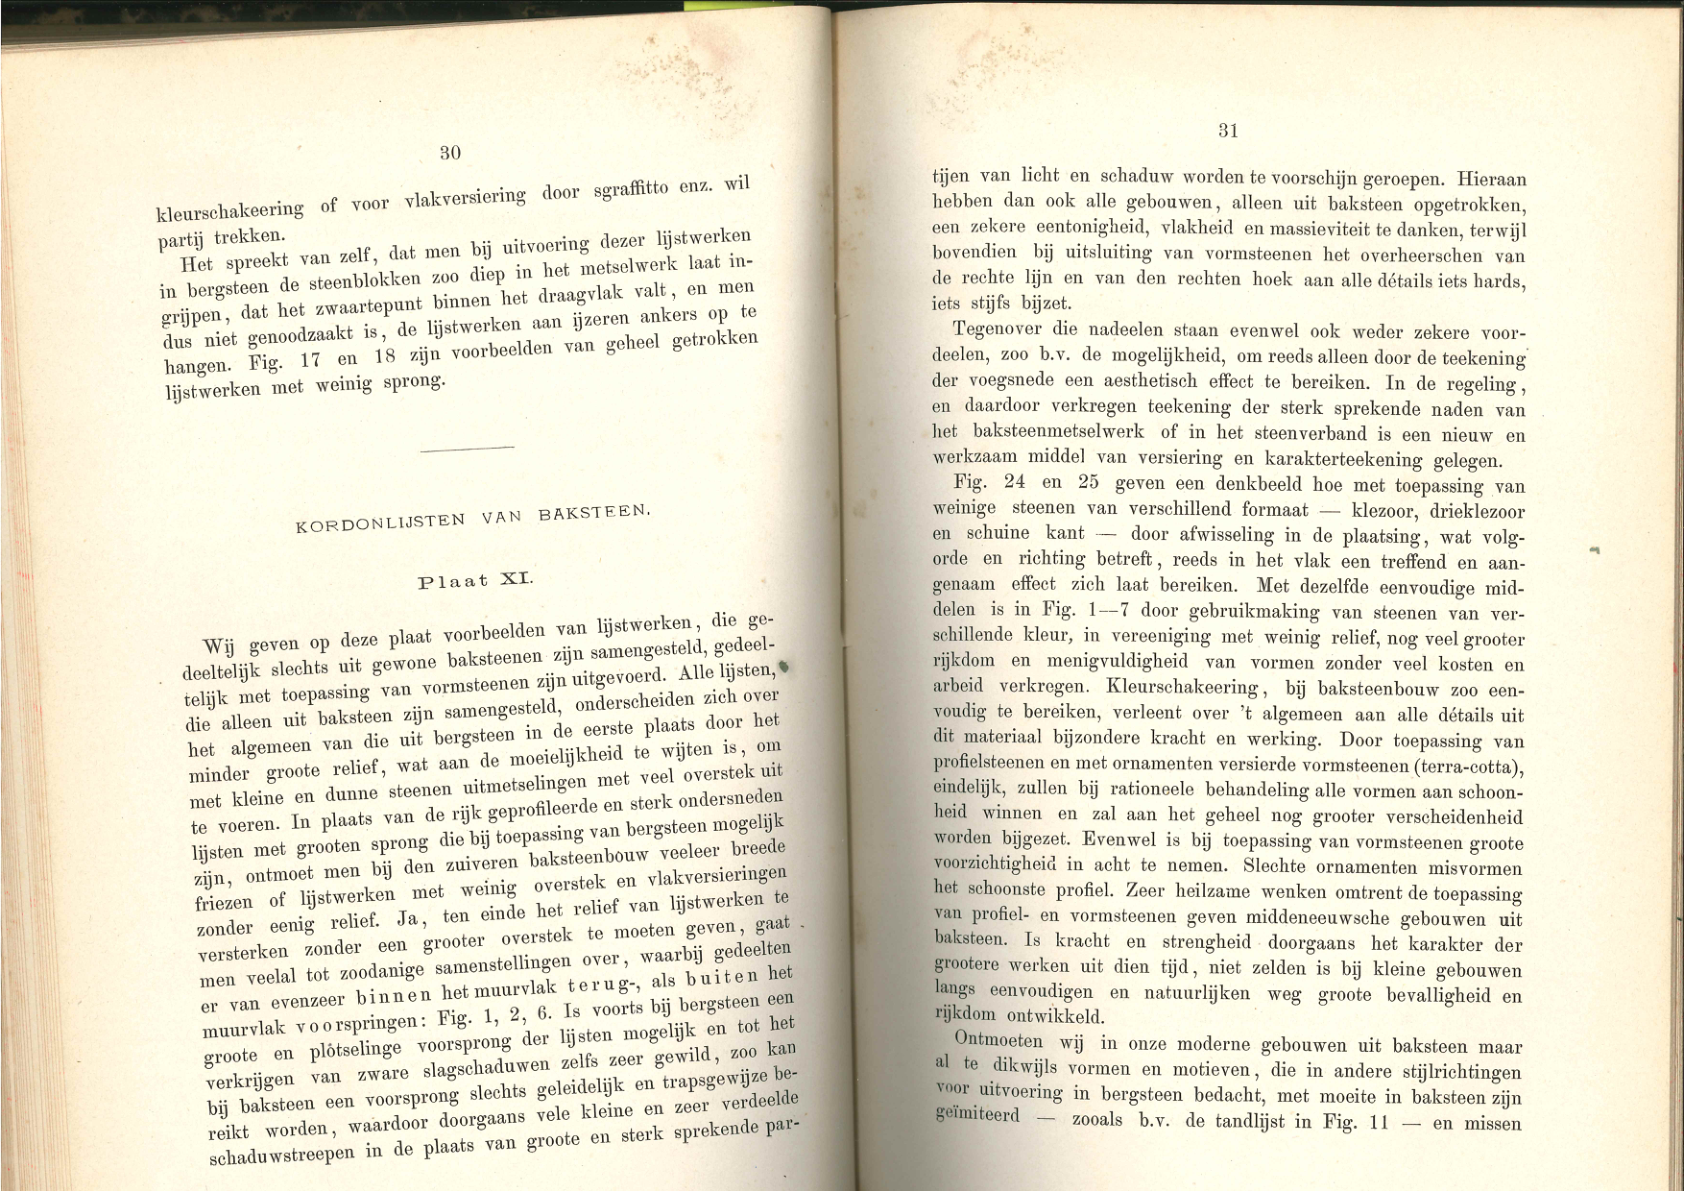 30
kleurschakeering of voor vlakversiering door sgraffitto enz. wil
partij trekken.
Het spreekt van zelf, dat men bij uitvoering dezer lijstwerken
in bergsteen de steenblokken zoo diep in het metselwerk laat in-
grijpen, dat het zwaartepunt binnen het draagvlak valt, en men
dus niet genoodzaakt is, de lijstwerken aan ijzeren ankers op te
hangen. Fig. 17 en 18 zijn voorbeelden van geheel getrokken
lijstwerken met weinig sprong.
KORDONLIJSTEN VAN BAKSTEEN.
Plaat XI.
Wij geven op deze plaat voorbeelden van lijstwerken, die ge-
deeltelijk slechts uit gewone baksteenen zijn samengesteld, gedeel-
telijk met toepassing van vormsteenen zijn uitgevoerd. Alle lijsten,
die alleen uit baksteen zijn samengesteld, onderscheiden zich over
het algemeen van die uit bergsteen in de eerste plaats door het
minder groote relief, wat aan de moeielijkheid te wijten is, om
met kleine en dunne steenen uitmetselingen met veel overstek uit
te voeren. In plaats van de rijk geprofileerde en sterk ondersneden
lijsten met grooten sprong die bij toepassing van bergsteen mogelijk
zijn, ontmoet men bij den zuiveren baksteenbouw veeleer breede
friezen of lijstwerken met weinig overstek en vlakversieringen
zonder eenig relief. Ja, ten einde het relief van lijstwerken te
versterken zonder een grooter overstek te moeten geven, gaat
men veelal tot zoodanige samenstellingen over, waarbij gedeelten
er van evenzeer binnen het muurvlak terug-, als buiten het
muurvlak voorspringen: Fig. 1, 2, 6. Is voorts bij bergsteen een
groote en plôtselinge voorsprong der lijsten mogelijk en tot het
verkrijgen van zware slagschaduwen zelfs zeer gewild, zoo kan
bij baksteen een voorsprong slechts geleidelijk en trapsgewijze be-
reikt worden, waardoor doorgaans vele kleine en zeer verdeelde
schaduwstreepen in de plaats van groote en sterk sprekende par-
31
tijen van licht en schaduw worden te voorschijn geroepen. Hieraan
hebben dan ook alle gebouwen, alleen uit baksteen opgetrokken,
een zekere eentonigheid, vlakheid en massieviteit te danken, terwijl
bovendien bij uitsluiting van vormsteenen het overheerschen van
de rechte lijn en van den rechten hoek aan alle détails iets hards,
iets stijfs bijzet.
Tegenover die nadeelen staan evenwel ook weder zekere voor-
deelen, zoo b.v. de mogelijkheid, om reeds alleen door de teekening
der voegsnede een aesthetisch effect te bereiken. In de regeling,
en daardoor verkregen teekening der sterk sprekende naden van
het baksteenmetselwerk of in het steenverband is een nieuw en
werkzaam middel van versiering en karakterteekening gelegen.
Fig. 24 en 25 geven een denkbeeld hoe met toepassing van
weinige steenen van verschillend formaat — klezoor, drieklezoor
en schuine kant — door afwisseling in de plaatsing, wat volg-
orde en richting betreft, reeds in het vlak een treffend en aan-
genaam effect zich laat bereiken. Met dezelfde eenvoudige mid-
delen is in Fig. 1—7 door gebruikmaking van steenen van ver-
schillende kleur, in vereeniging met weinig relief, nog veel grooter
rijkdom en menigvuldigheid van vormen zonder veel kosten en
arbeid verkregen. Kleurschakeering, bij baksteenbouw zoo een-
voudig te bereiken, verleent over 't algemeen aan alle détails uit
dit materiaal bijzondere kracht en werking. Door toepassing van
profielsteenen en met ornamenten versierde vormsteenen (terra-cotta),
eindelijk, zullen bij rationeele behandeling alle vormen aan schoon-
heid winnen en zal aan het geheel nog grooter verscheidenheid
worden bijgezet. Evenwel is bij toepassing van vormsteenen groote
voorzichtigheid in acht te nemen. Slechte ornamenten misvormen
het schoonste profiel. Zeer heilzame wenken omtrent de toepassing
van profiel- en vormsteenen geven middeneeuwsche gebouwen uit
baksteen. Is kracht en strengheid doorgaans het karakter der
grootere werken uit dien tijd, niet zelden is bij kleine gebouwen
langs eenvoudigen en natuurlijken weg groote bevalligheid en
rijkdom ontwikkeld.
Ontmoeten wij in onze moderne gebouwen uit baksteen maar
al te dikwijls vormen en motieven, die in andere stijlrichtingen
voor uitvoering in bergsteen bedacht, met moeite in baksteen zijn
geïmiteerd — zooals b.v. de tandlijst in Fig. 11 — en missen